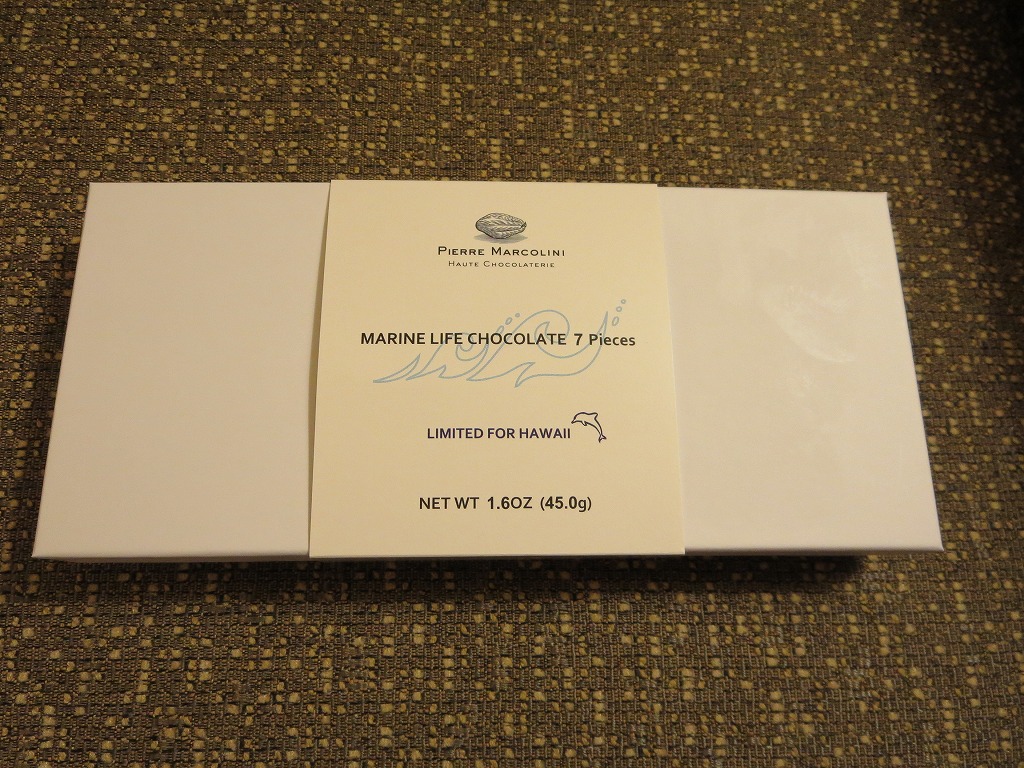 PIERRE MARCOLINI
HAUTE CHOCOLATERIE
MARINE LIFE CHOCOLATE 7 Pieces
LIMITED FOR HAWAII
NET WT 1.6OZ (45.0g)